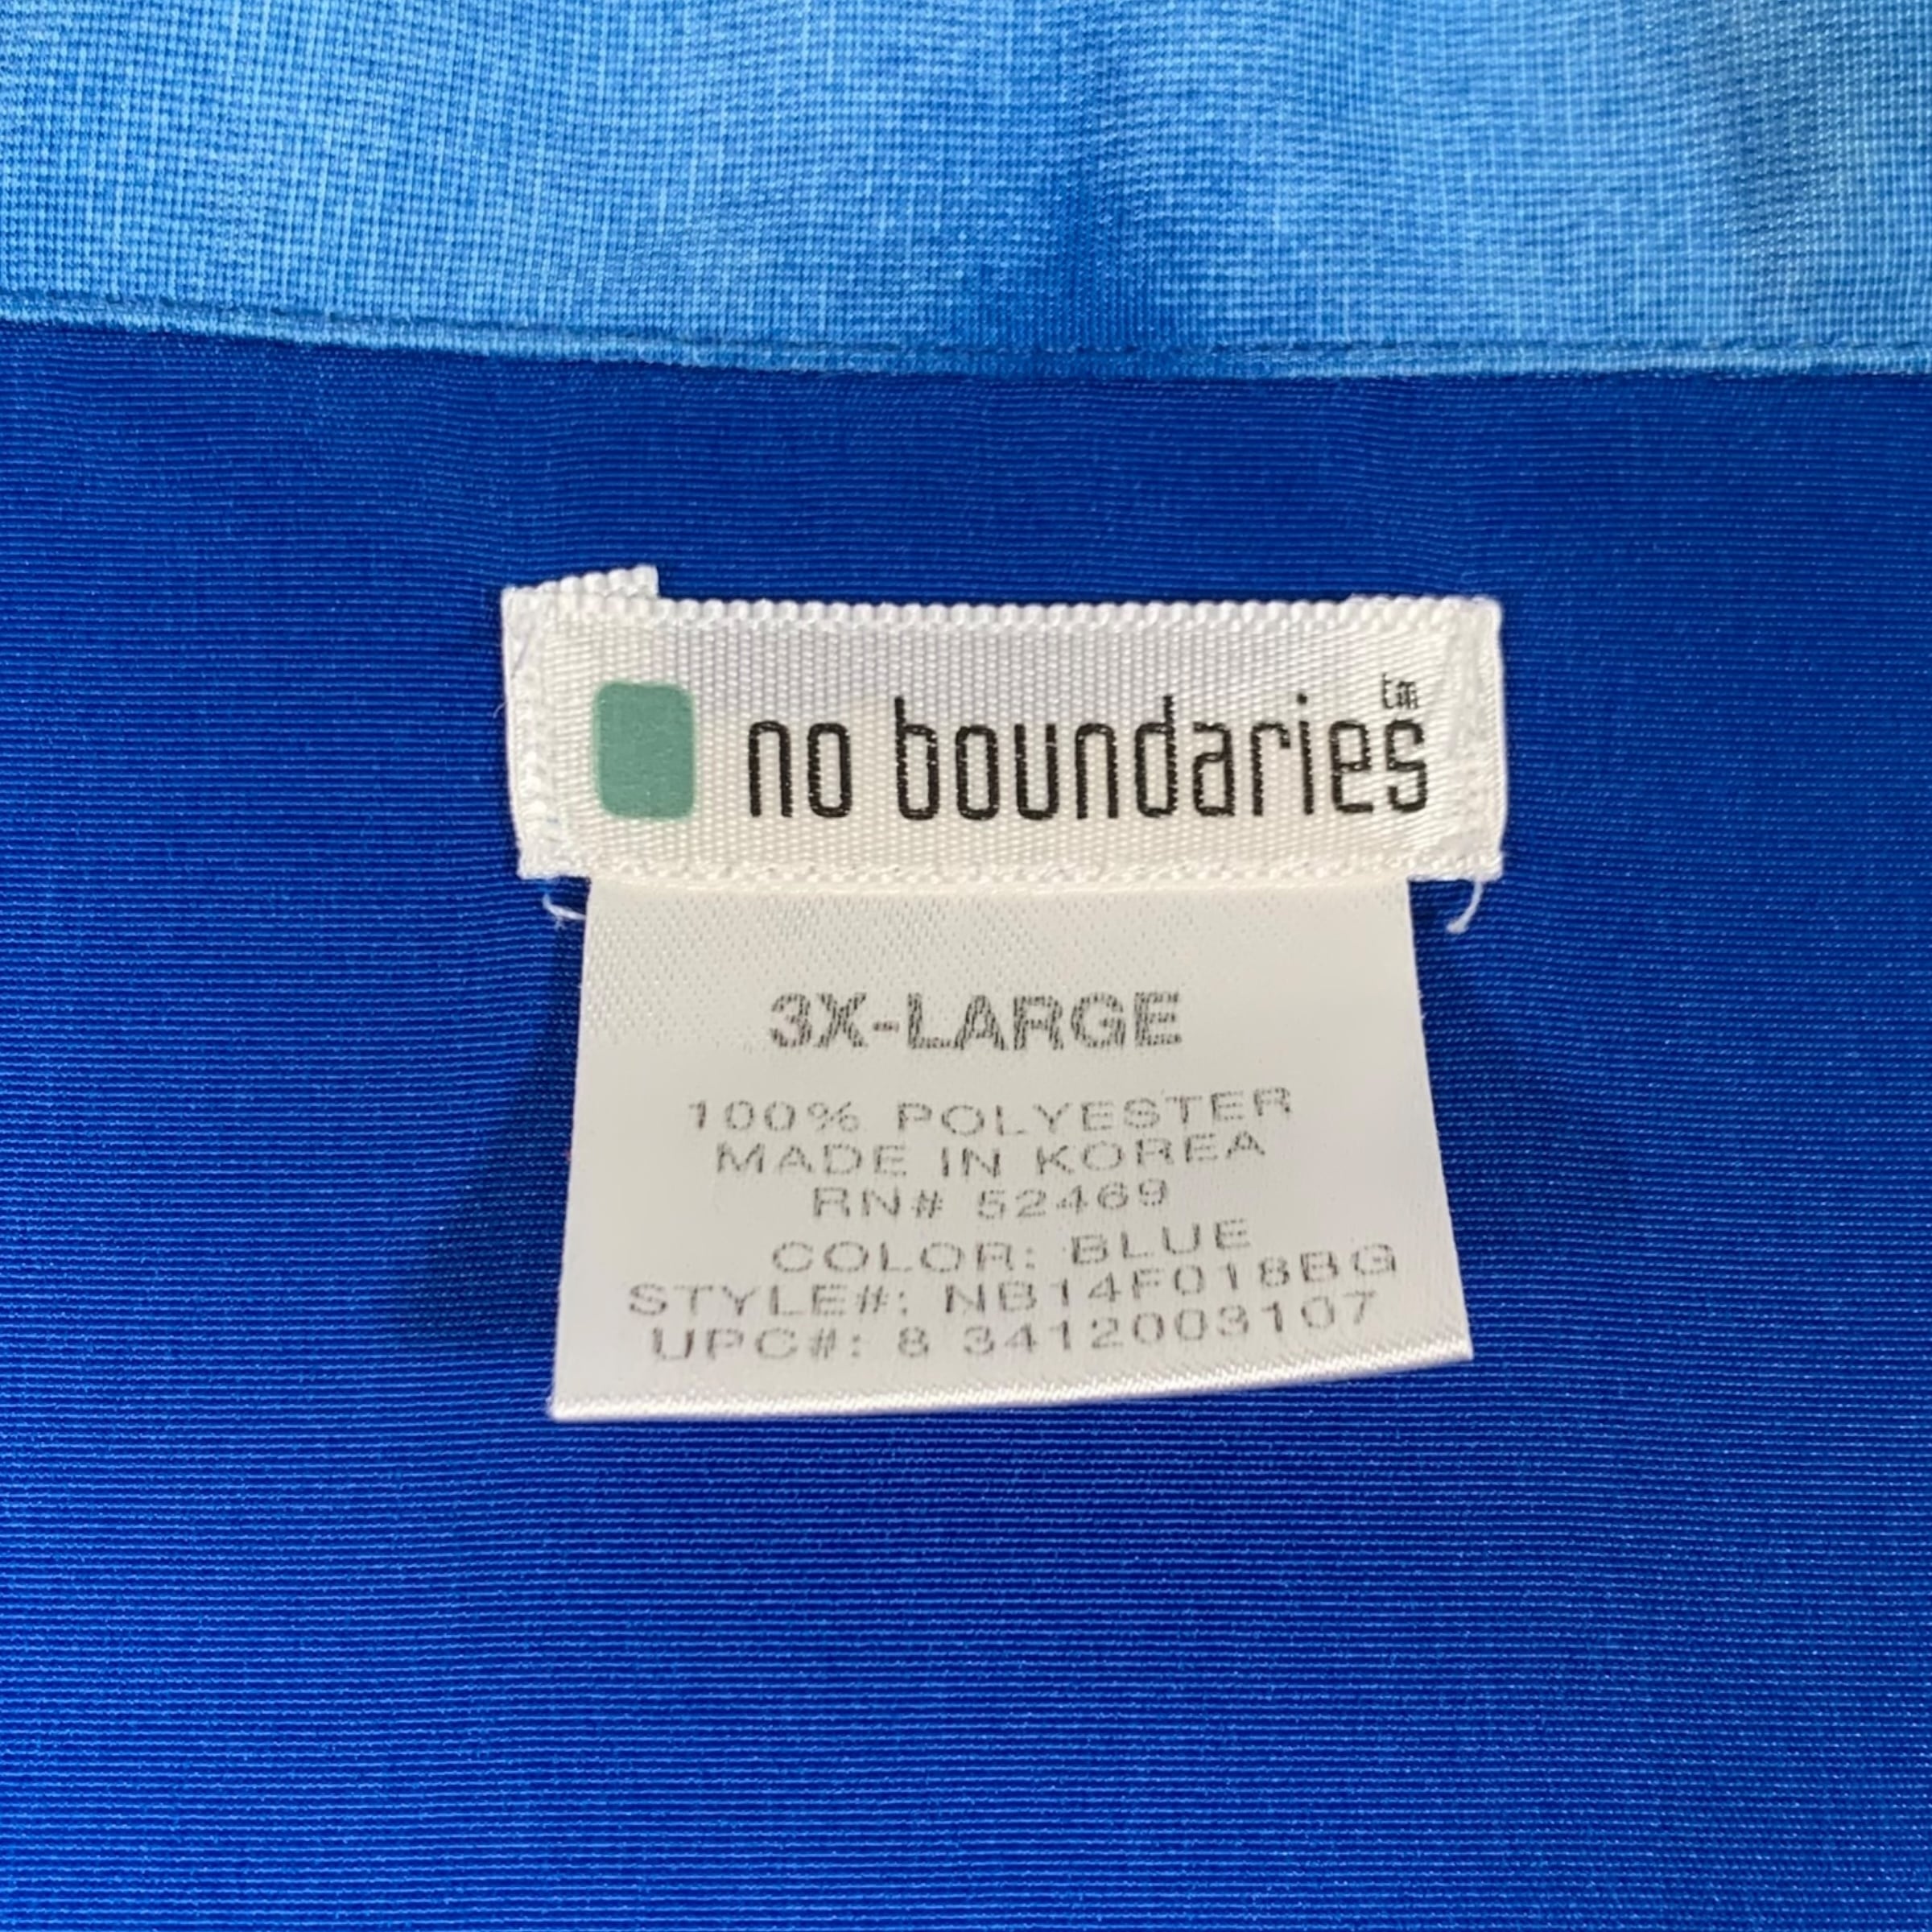 no boundaries tm
3X-LARGE
100% POLYESTER
MADE IN KOREA
RN# 52469
COLOR: BLUE
STYLE#: NB14F018BG
UPC#: 8 3412003107